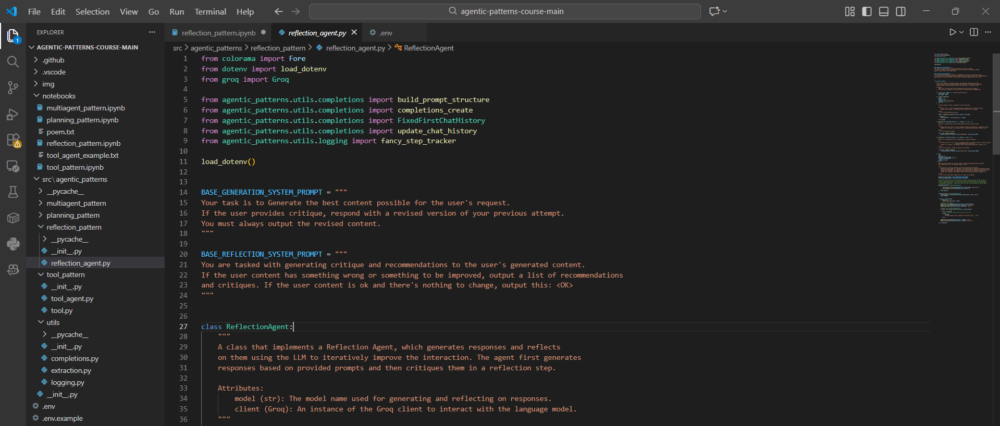 File Edit Selection View Go Run Terminal Help
agentic-patterns-course-main
EXPLORER
AGENTIC-PATTERNS-COURSE-MAIN
.github
.vscode
img
notebooks
multiagent_pattern.ipynb
planning_pattern.ipynb
poem.txt
reflection_pattern.ipynb
tool_agent_example.txt
tool_pattern.ipynb
src\agentic_patterns
__pycache__
multiagent_pattern
planning_pattern
reflection_pattern
__pycache__
__init__.py
reflection_agent.py
tool_pattern
__init__.py
tool_agent.py
tool.py
utils
__pycache__
__init__.py
completions.py
extraction.py
logging.py
__init__.py
.env
.env.example
1
reflection_pattern.ipynb reflection_agent.py .env
src > agentic_patterns > reflection_pattern > reflection_agent.py > ReflectionAgent
1 from colorama import Fore
2 from dotenv import load_dotenv
3 from groq import Groq
4
5 from agentic_patterns.utils.completions import build_prompt_structure
6 from agentic_patterns.utils.completions import completions_create
7 from agentic_patterns.utils.completions import FixedFirstChatHistory
8 from agentic_patterns.utils.completions import update_chat_history
9 from agentic_patterns.utils.logging import fancy_step_tracker
10
11 load_dotenv()
12
13
14 BASE_GENERATION_SYSTEM_PROMPT = """
15 Your task is to Generate the best content possible for the user's request.
16 If the user provides critique, respond with a revised version of your previous attempt.
17 You must always output the revised content.
18 """
19
20 BASE_REFLECTION_SYSTEM_PROMPT = """
21 You are tasked with generating critique and recommendations to the user's generated content.
22 If the user content has something wrong or something to be improved, output a list of recommendations
23 and critiques. If the user content is ok and there's nothing to change, output this: <OK>
24 """
25
26
27 class ReflectionAgent:
28 """
29 A class that implements a Reflection Agent, which generates responses and reflects
30 on them using the LLM to iteratively improve the interaction. The agent first generates
31 responses based on provided prompts and then critiques them in a reflection step.
32
33 Attributes:
34 model (str): The model name used for generating and reflecting on responses.
35 client (Groq): An instance of the Groq client to interact with the language model.
36 """